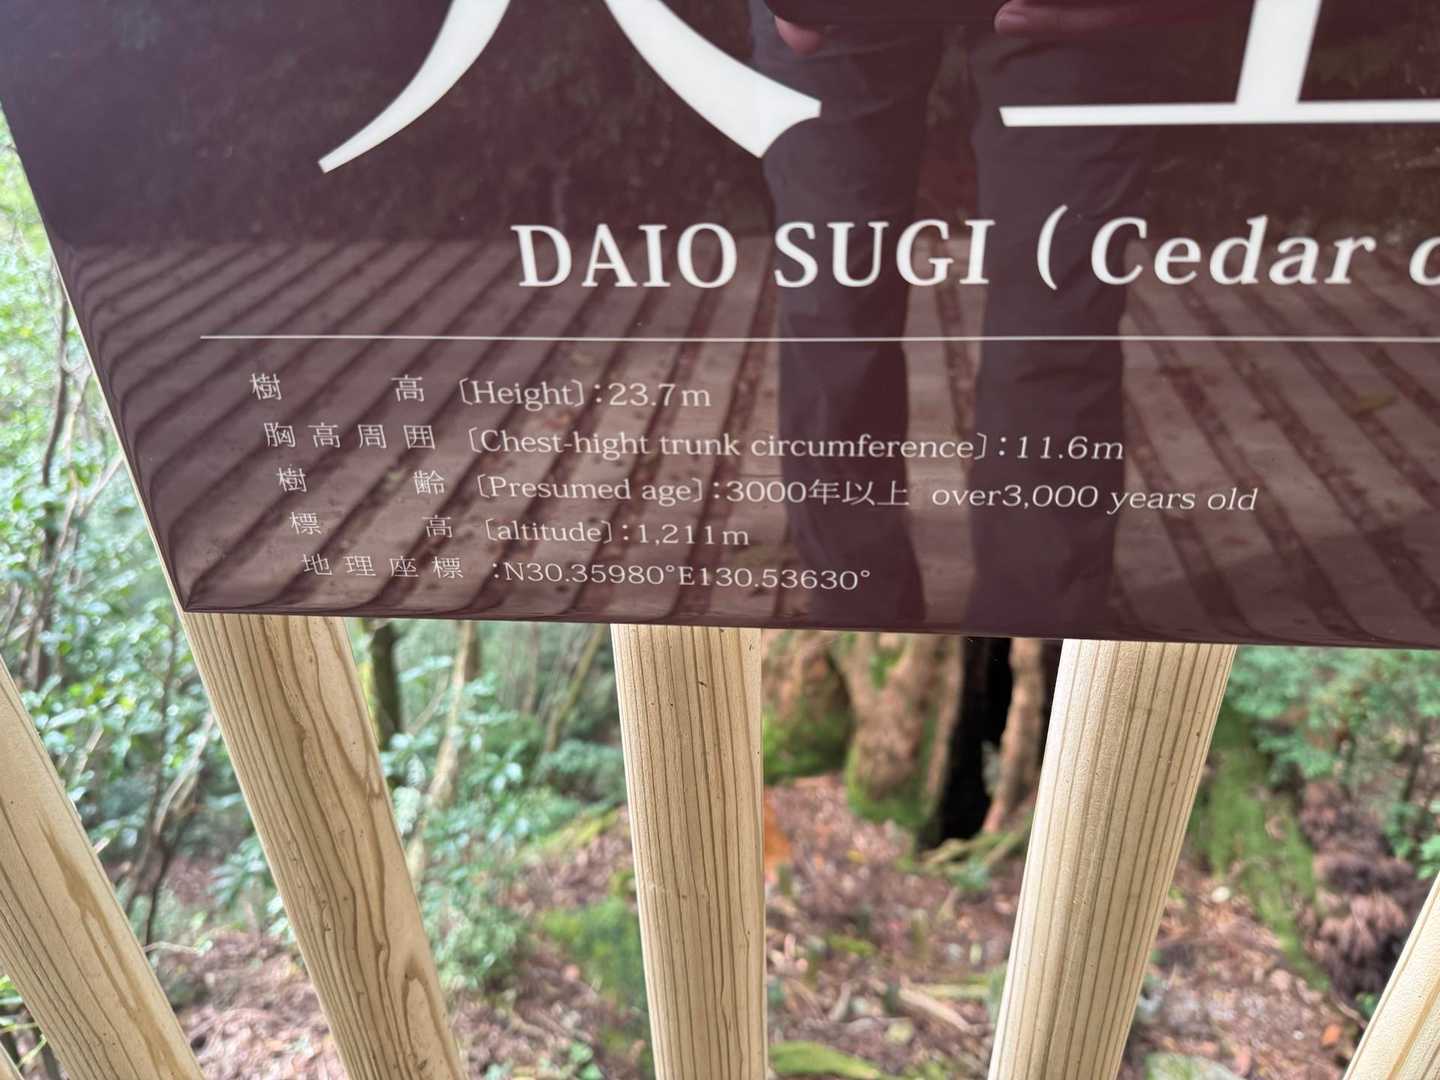 DAIO SUGI (Cedar
樹高〔Height〕：23.7m
胸高周囲〔Chest-hight trunk circumference〕：11.6m
樹齢〔Presumed age〕：3000年以上 over3,000 years old
標高〔altitude〕：1,211m
地理座標：N30.35980°E130.53630°